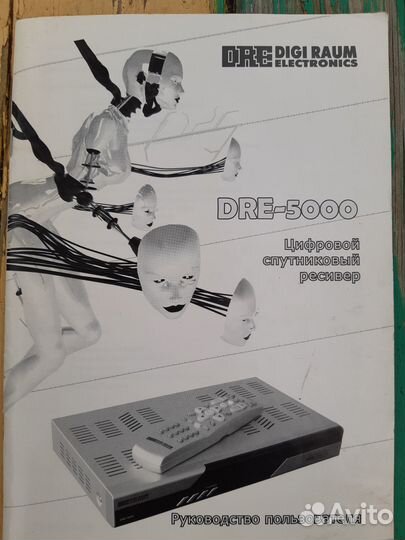 DRE DIGI RAUM
ELECTRONICS
DRE-5000
Цифровой
спутниковый
ресивер
Руководство пользователя
Avito